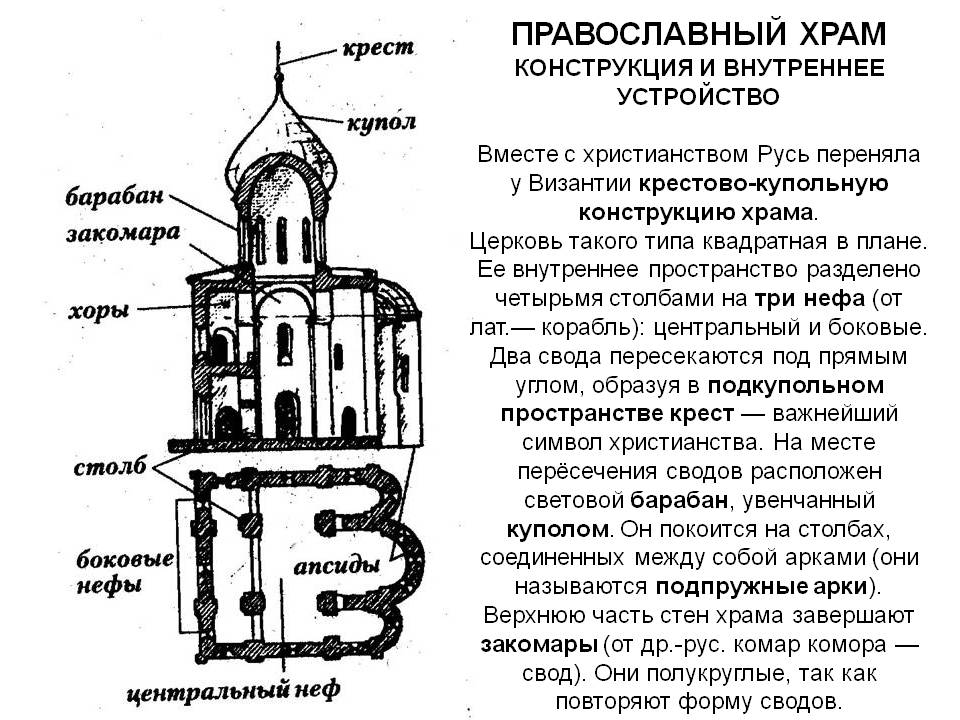 крест
купол
барабан
закомара
хоры
столб
боковые
нефы
апсиды
центральный неф
ПРАВОСЛАВНЫЙ ХРАМ
КОНСТРУКЦИЯ И ВНУТРЕННЕЕ
УСТРОЙСТВО
Вместе с христианством Русь переняла
у Византии крестово-купольную
конструкцию храма.
Церковь такого типа квадратная в плане.
Ее внутреннее пространство разделено
четырьмя столбами на три нефа (от
лат.— корабль): центральный и боковые.
Два свода пересекаются под прямым
углом, образуя в подкупольном
пространстве крест — важнейший
символ христианства. На месте
перёсечения сводов расположен
световой барабан, увенчанный
куполом. Он покоится на столбах,
соединенных между собой арками (они
называются подпружные арки).
Верхнюю часть стен храма завершают
закомары (от др.-рус. комар комора —
свод). Они полукруглые, так как
повторяют форму сводов.